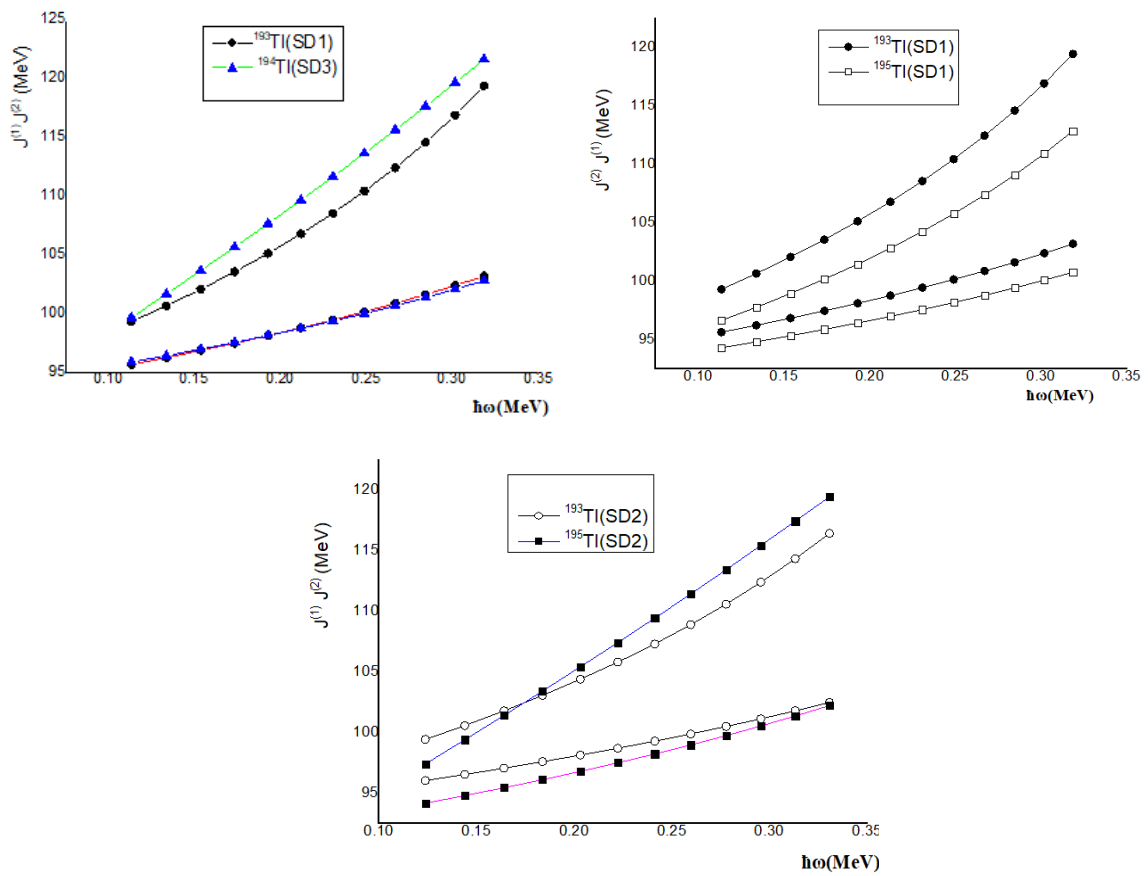 125
120
115
110
105
100
95
J⁽¹⁾ J⁽²⁾ (MeV)
¹⁹³Tl(SD1)
¹⁹⁴Tl(SD3)
0.10 0.15 0.20 0.25 0.30 0.35
ħω(MeV)
120
115
110
105
100
95
J⁽²⁾ J⁽¹⁾ (MeV)
¹⁹³Tl(SD1)
¹⁹⁵Tl(SD1)
0.10 0.15 0.20 0.25 0.30 0.35
ħω(MeV)
120
115
110
105
100
95
J⁽¹⁾ J⁽²⁾ (MeV)
¹⁹³Tl(SD2)
¹⁹⁵Tl(SD2)
0.10 0.15 0.20 0.25 0.30 0.35
ħω(MeV)